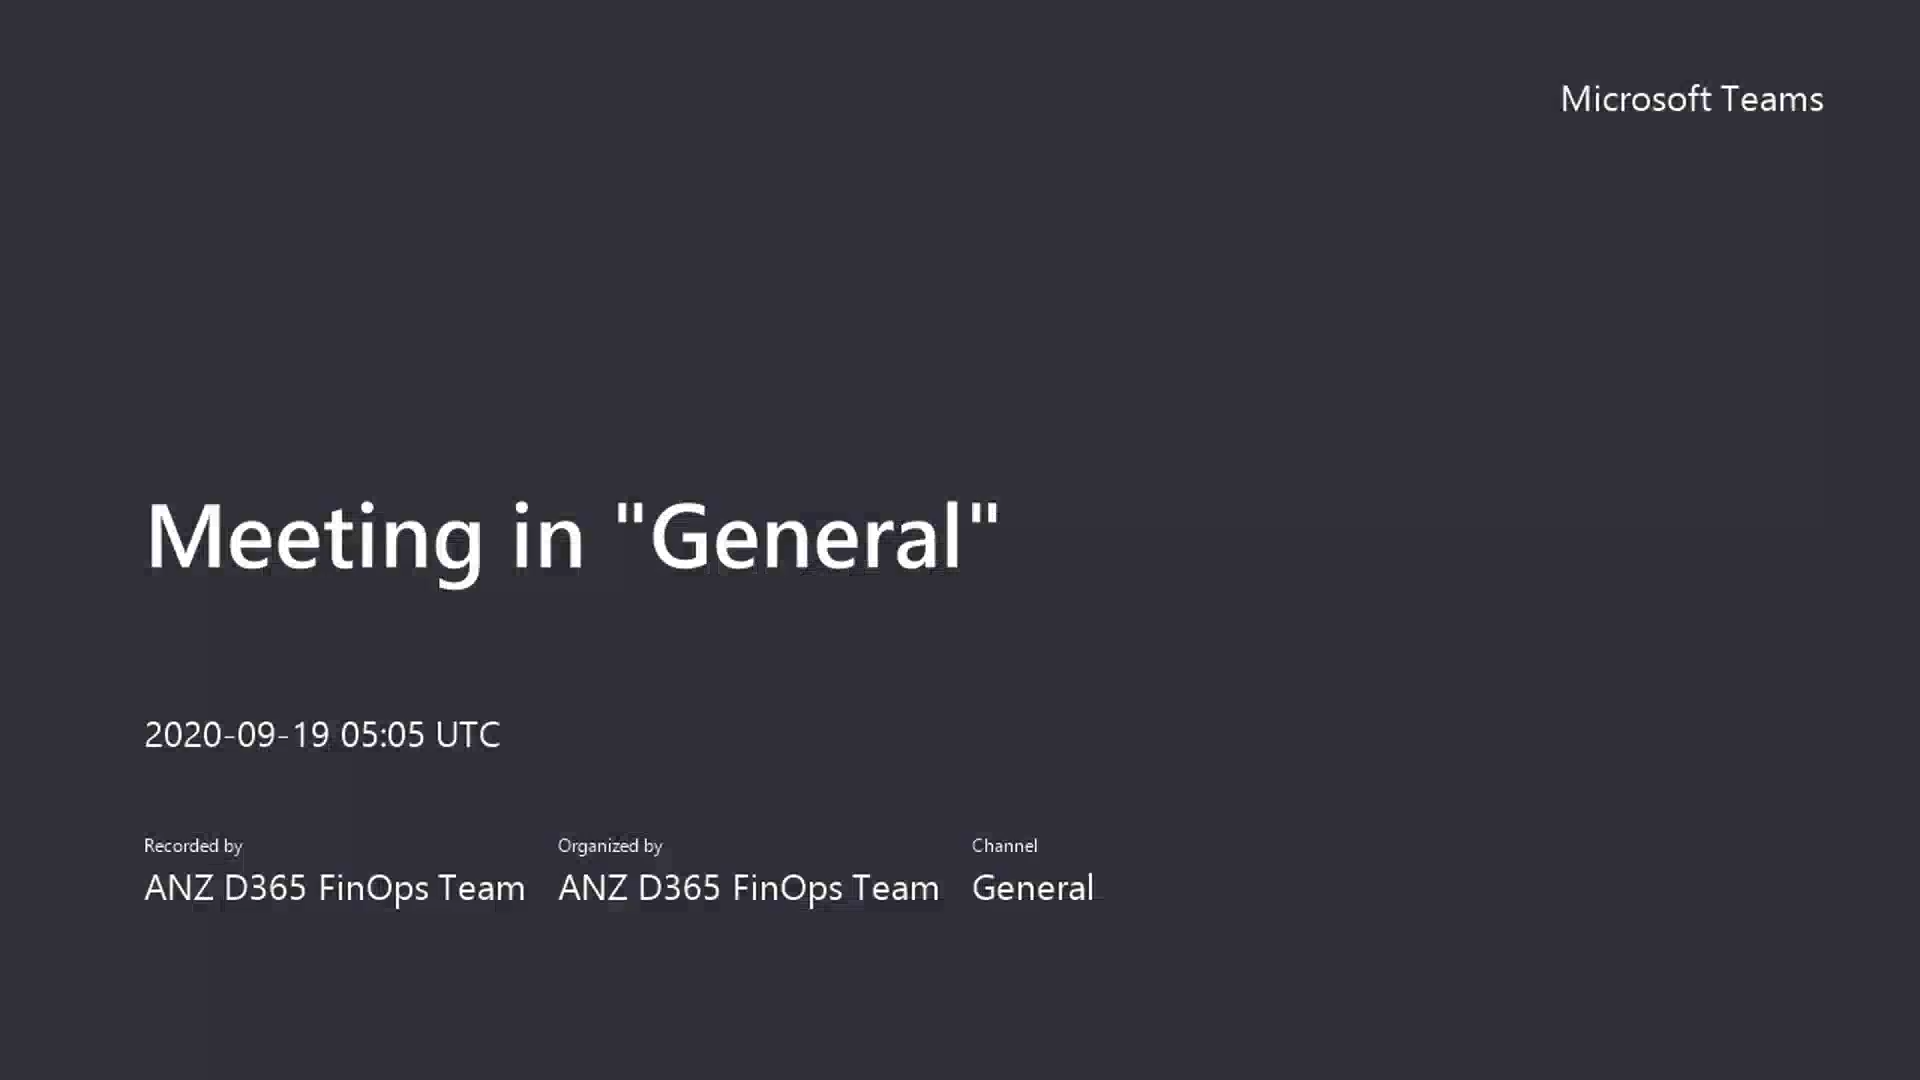 Microsoft Teams
Meeting in "General"
2020-09-19 05:05 UTC
Recorded by
ANZ D365 FinOps Team
Organized by
ANZ D365 FinOps Team
Channel
General